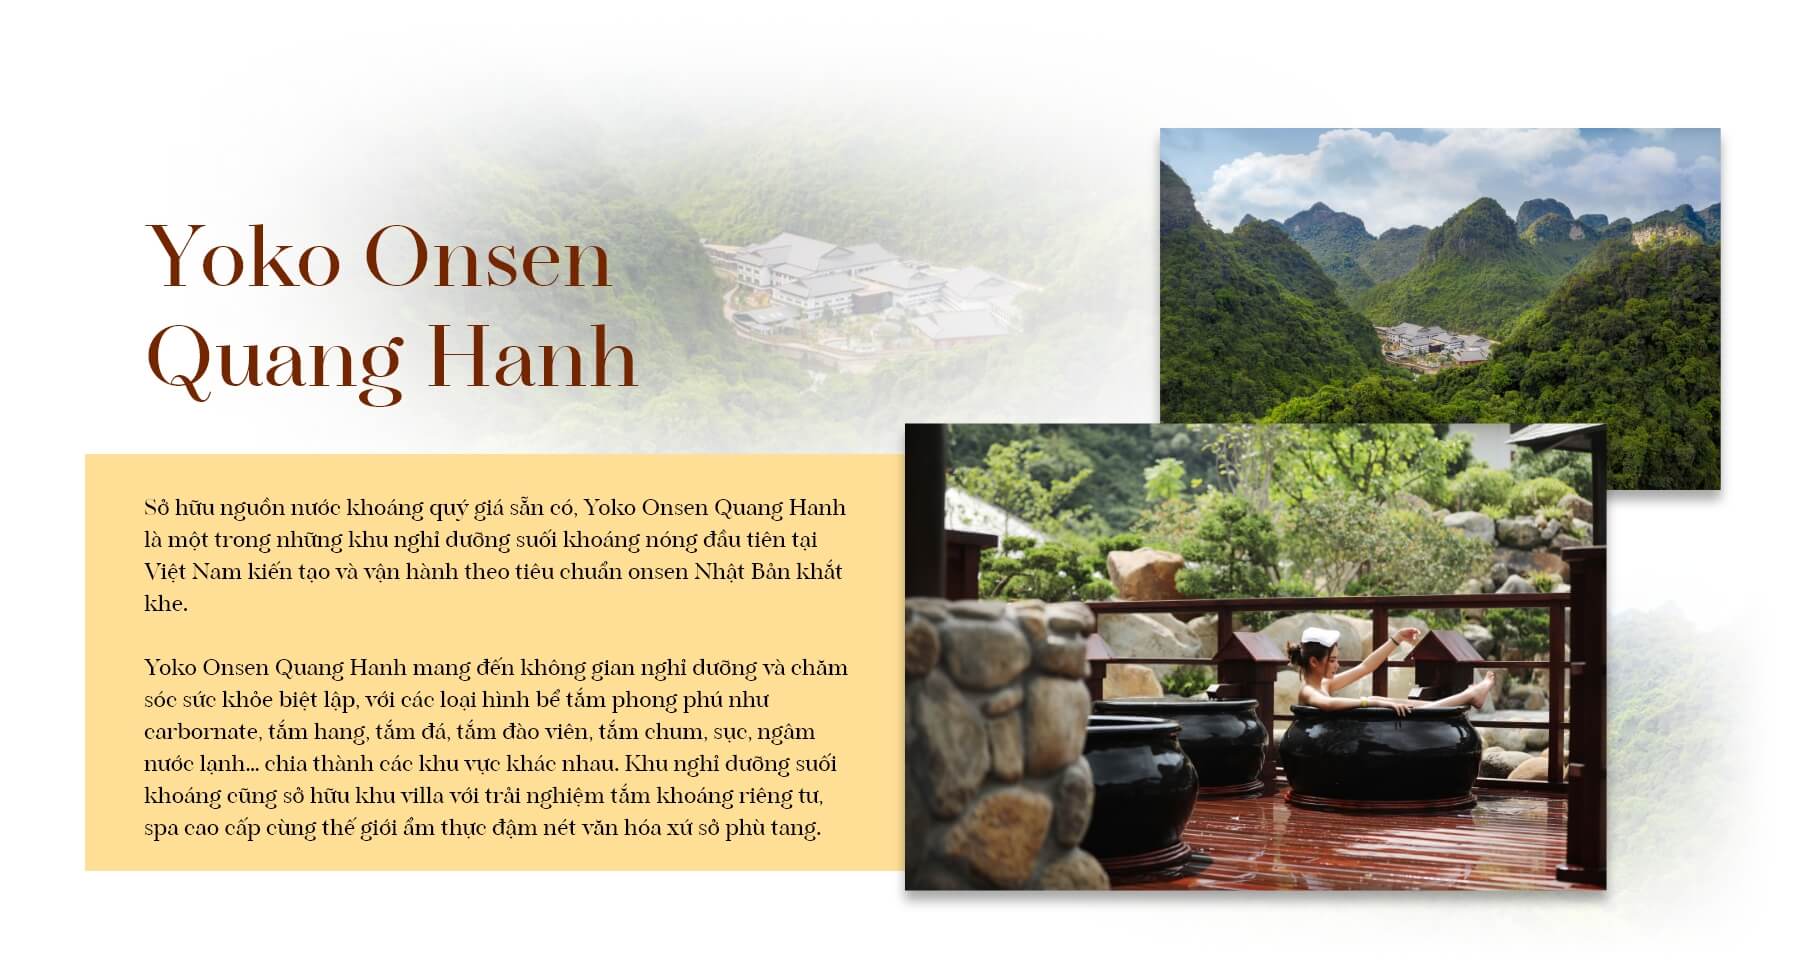 Yoko Onsen
Quang Hanh
Sở hữu nguồn nước khoáng quý giá sẵn có, Yoko Onsen Quang Hanh
là một trong những khu nghỉ dưỡng suối khoáng nóng đầu tiên tại
Việt Nam kiến tạo và vận hành theo tiêu chuẩn onsen Nhật Bản khắt
khe.
Yoko Onsen Quang Hanh mang đến không gian nghỉ dưỡng và chăm
sóc sức khỏe biệt lập, với các loại hình bể tắm phong phú như
carbornate, tắm hang, tắm đá, tắm đào viên, tắm chum, sục, ngâm
nước lạnh... chia thành các khu vực khác nhau. Khu nghỉ dưỡng suối
khoáng cũng sở hữu khu villa với trải nghiệm tắm khoáng riêng tư,
spa cao cấp cùng thế giới ẩm thực đậm nét văn hóa xứ sở phù tang.